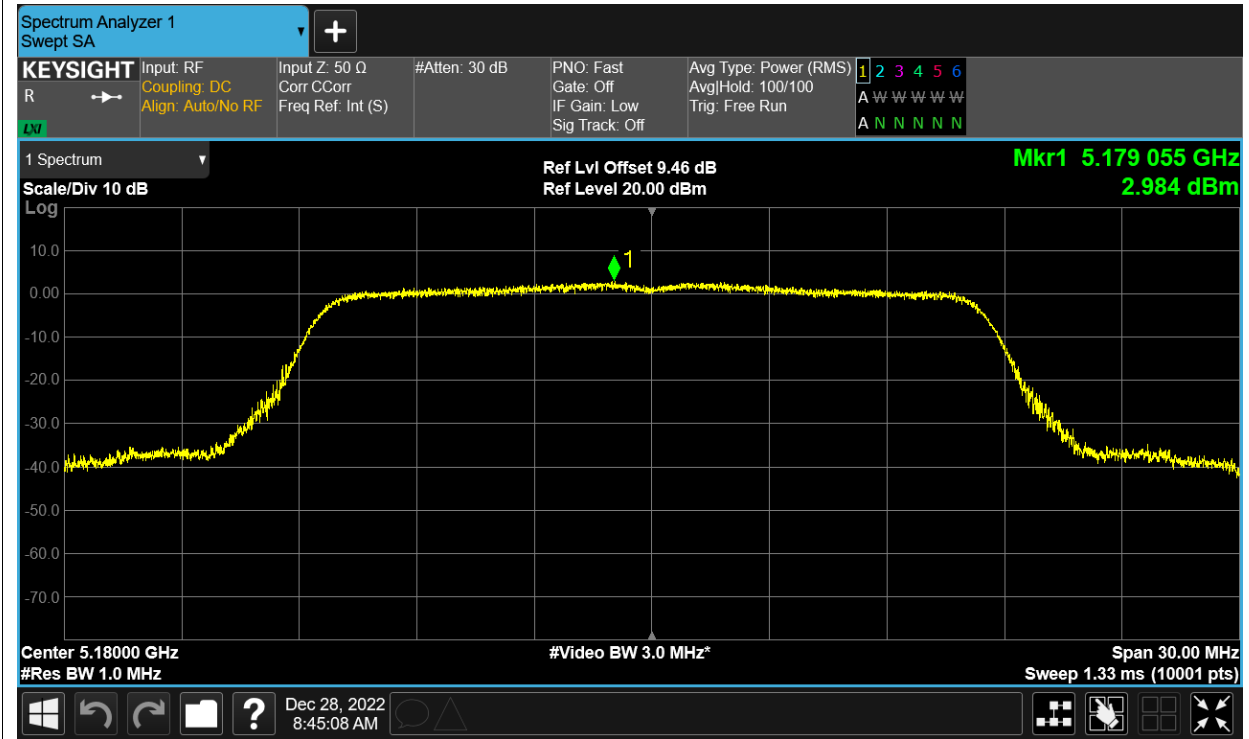 Spectrum Analyzer 1
Swept SA
KEYSIGHT
R
LXI
Input: RF
Coupling: DC
Align: Auto/No RF
Input Z: 50 Ω
Corr CCorr
Freq Ref: Int (S)
#Atten: 30 dB
PNO: Fast
Gate: Off
IF Gain: Low
Sig Track: Off
Avg Type: Power (RMS)
Avg|Hold: 100/100
Trig: Free Run
1 2 3 4 5 6
A W W W W W
A N N N N N
1 Spectrum
Scale/Div 10 dB
Log
Ref Lvl Offset 9.46 dB
Ref Level 20.00 dBm
Mkr1 5.179 055 GHz
2.984 dBm
1
10.0
0.00
-10.0
-20.0
-30.0
-40.0
-50.0
-60.0
-70.0
Center 5.18000 GHz
#Video BW 3.0 MHz*
Span 30.00 MHz
#Res BW 1.0 MHz
Sweep 1.33 ms (10001 pts)
?
Dec 28, 2022
8:45:08 AM